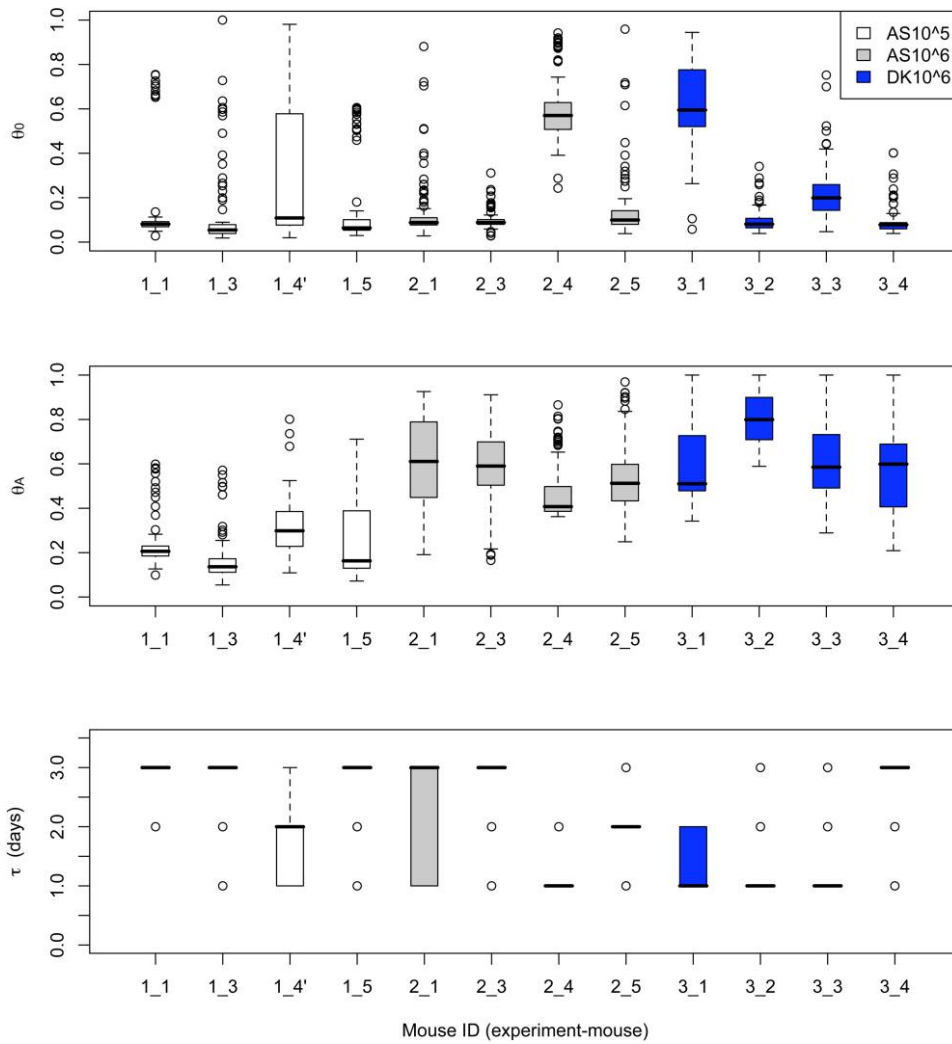 θ0
1.0
0.8
0.6
0.4
0.2
0.0
AS10^5
AS10^6
DK10^6
1_1 1_3 1_4' 1_5 2_1 2_3 2_4 2_5 3_1 3_2 3_3 3_4
θA
1.0
0.8
0.6
0.4
0.2
0.0
1_1 1_3 1_4' 1_5 2_1 2_3 2_4 2_5 3_1 3_2 3_3 3_4
τ (days)
3.0
2.0
1.0
0.0
1_1 1_3 1_4' 1_5 2_1 2_3 2_4 2_5 3_1 3_2 3_3 3_4
Mouse ID (experiment-mouse)